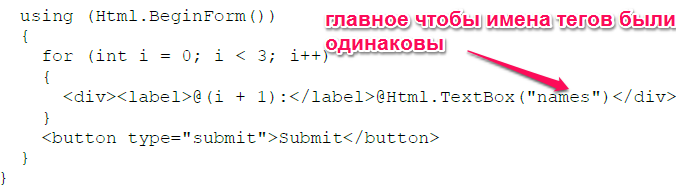 using (Html.BeginForm())
главное чтобы имена тегов были
{
одинаковы
for (int i = 0; i < 3; i++)
{
<div><label>@(i + 1):</label>@Html.TextBox("names")</div>
}
<button type="submit">Submit</button>
}
}